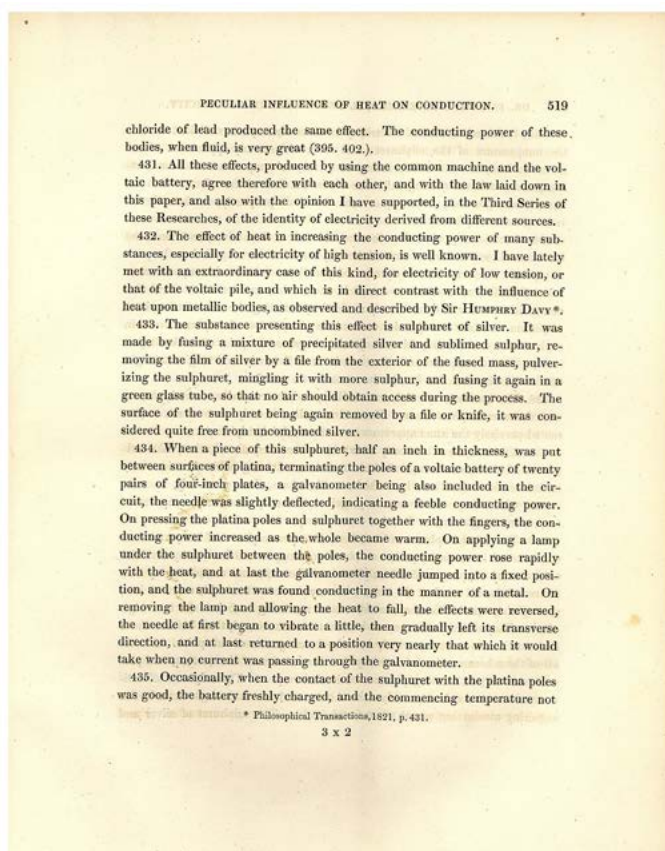 PECULIAR INFLUENCE OF HEAT ON CONDUCTION. 519
chloride of lead produced the same effect. The conducting power of these
bodies, when fluid, is very great (395. 402.).
431. All these effects, produced by using the common machine and the vol-
taic battery, agree therefore with each other, and with the law laid down in
this paper, and also with the opinion I have supported, in the Third Series of
these Researches, of the identity of electricity derived from different sources.
432. The effect of heat in increasing the conducting power of many sub-
stances, especially for electricity of high tension, is well known. I have lately
met with an extraordinary case of this kind, for electricity of low tension, or
that of the voltaic pile, and which is in direct contrast with the influence of
heat upon metallic bodies, as observed and described by Sir HUMPHRY DAVY*.
433. The substance presenting this effect is sulphuret of silver. It was
made by fusing a mixture of precipitated silver and sublimed sulphur, re-
moving the film of silver by a file from the exterior of the fused mass, pulver-
izing the sulphuret, mingling it with more sulphur, and fusing it again in a
green glass tube, so that no air should obtain access during the process. The
surface of the sulphuret being again removed by a file or knife, it was con-
sidered quite free from uncombined silver.
434. When a piece of this sulphuret, half an inch in thickness, was put
between surfaces of platina, terminating the poles of a voltaic battery of twenty
pairs of four-inch plates, a galvanometer being also included in the cir-
cuit, the needle was slightly deflected, indicating a feeble conducting power.
On pressing the platina poles and sulphuret together with the fingers, the con-
ducting power increased as the whole became warm. On applying a lamp
under the sulphuret between the poles, the conducting power rose rapidly
with the heat, and at last the galvanometer needle jumped into a fixed posi-
tion, and the sulphuret was found conducting in the manner of a metal. On
removing the lamp and allowing the heat to fall, the effects were reversed,
the needle at first began to vibrate a little, then gradually left its transverse
direction, and at last returned to a position very nearly that which it would
take when no current was passing through the galvanometer.
435. Occasionally, when the contact of the sulphuret with the platina poles
was good, the battery freshly charged, and the commencing temperature not
* Philosophical Transactions, 1821, p. 431.
3 x 2